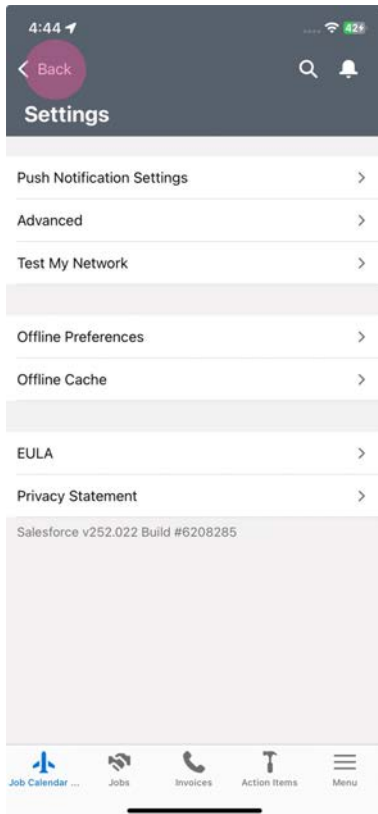 4:44
42
Back
Settings
Push Notification Settings
Advanced
Test My Network
Offline Preferences
Offline Cache
EULA
Privacy Statement
Salesforce v252.022 Build #6208285
Job Calendar ...
Jobs
Invoices
Action Items
Menu